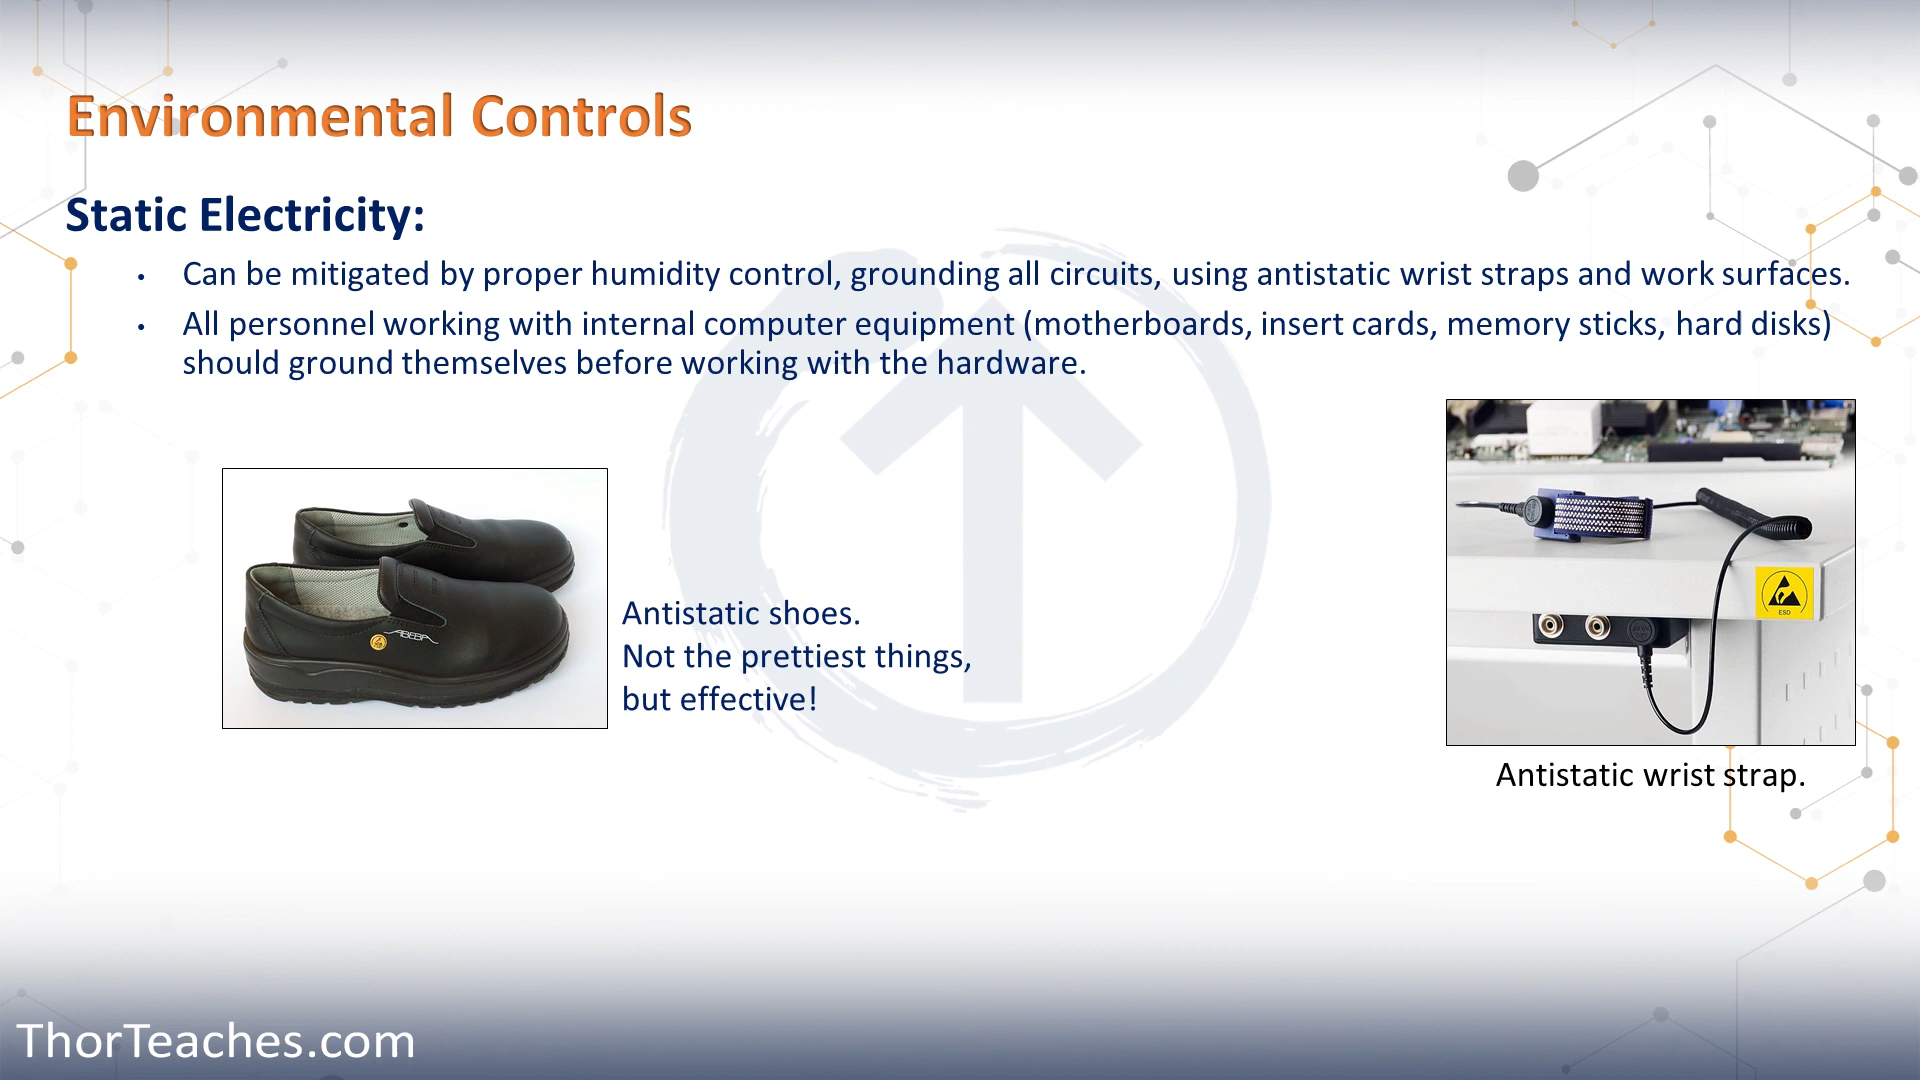 Environmental Controls
Static Electricity:
• Can be mitigated by proper humidity control, grounding all circuits, using antistatic wrist straps and work surfaces.
• All personnel working with internal computer equipment (motherboards, insert cards, memory sticks, hard disks)
should ground themselves before working with the hardware.
ABEBA
Antistatic shoes.
Not the prettiest things,
but effective!
ESD
Antistatic wrist strap.
ThorTeaches.com